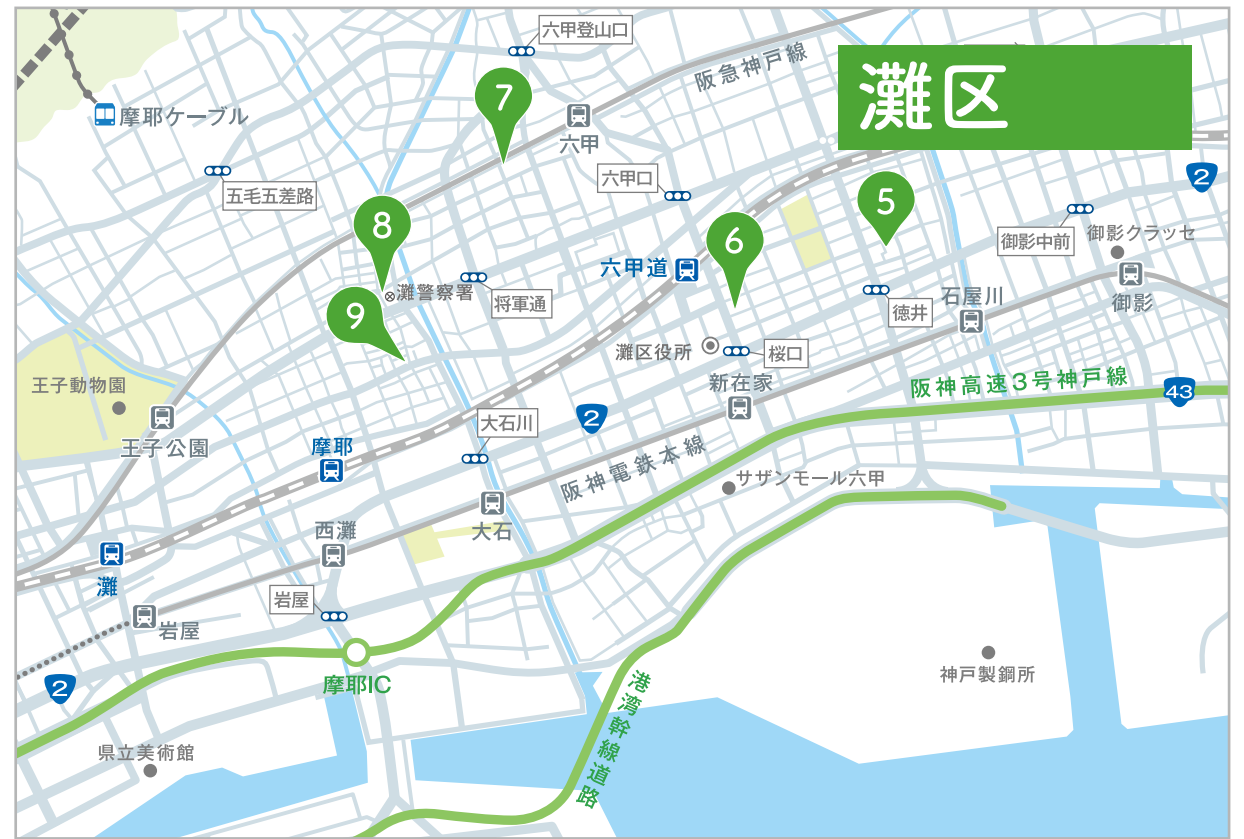 灘区
六甲登山口
阪急神戸線
摩耶ケーブル
7
六甲
五毛五差路
六甲口
2
5
8
6
御影中前
御影クラッセ
六甲道
灘警察署
将軍通
石屋川
御影
徳井
9
灘区役所
桜口
王子動物園
新在家
阪神高速3号神戸線
43
2
大石川
王子公園
摩耶
阪神電鉄本線
サザンモール六甲
西灘
大石
灘
岩屋
岩屋
神戸製鋼所
2
摩耶IC
港湾幹線道路
県立美術館